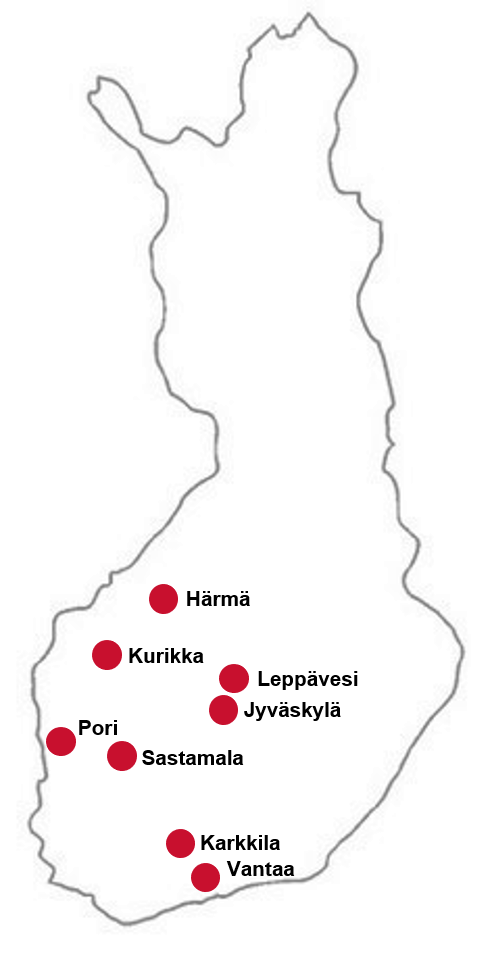 Härmä
Kurikka
Leppävesi
Jyväskylä
Pori
Sastamala
Karkkila
Vantaa